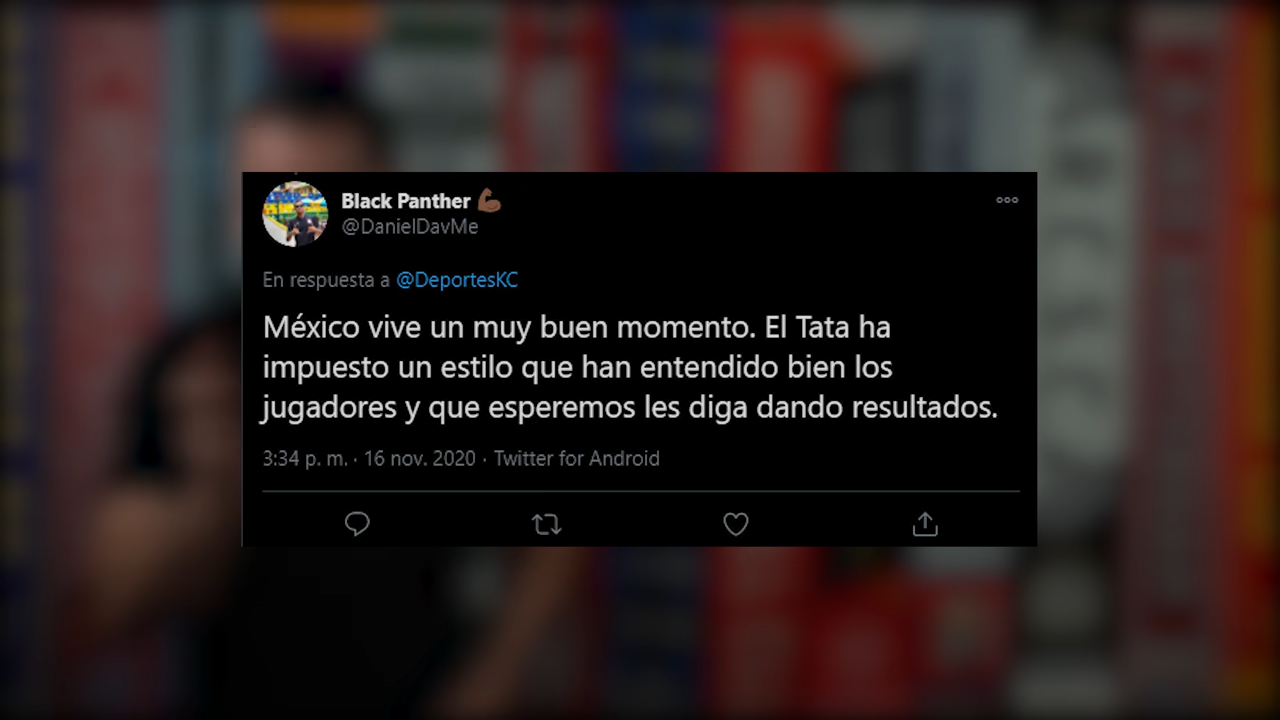 Black Panther 💪🏾
@DanielDavMe
En respuesta a @DeportesKC
México vive un muy buen momento. El Tata ha
impuesto un estilo que han entendido bien los
jugadores y que esperemos les diga dando resultados.
3:34 p. m. · 16 nov. 2020 · Twitter for Android